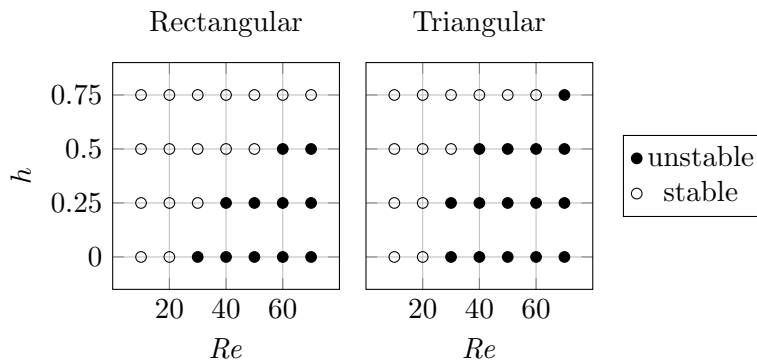 Rectangular
Triangular
0.75
0.5
0.25
0
h
20 40 60
Re
20 40 60
Re
unstable
stable